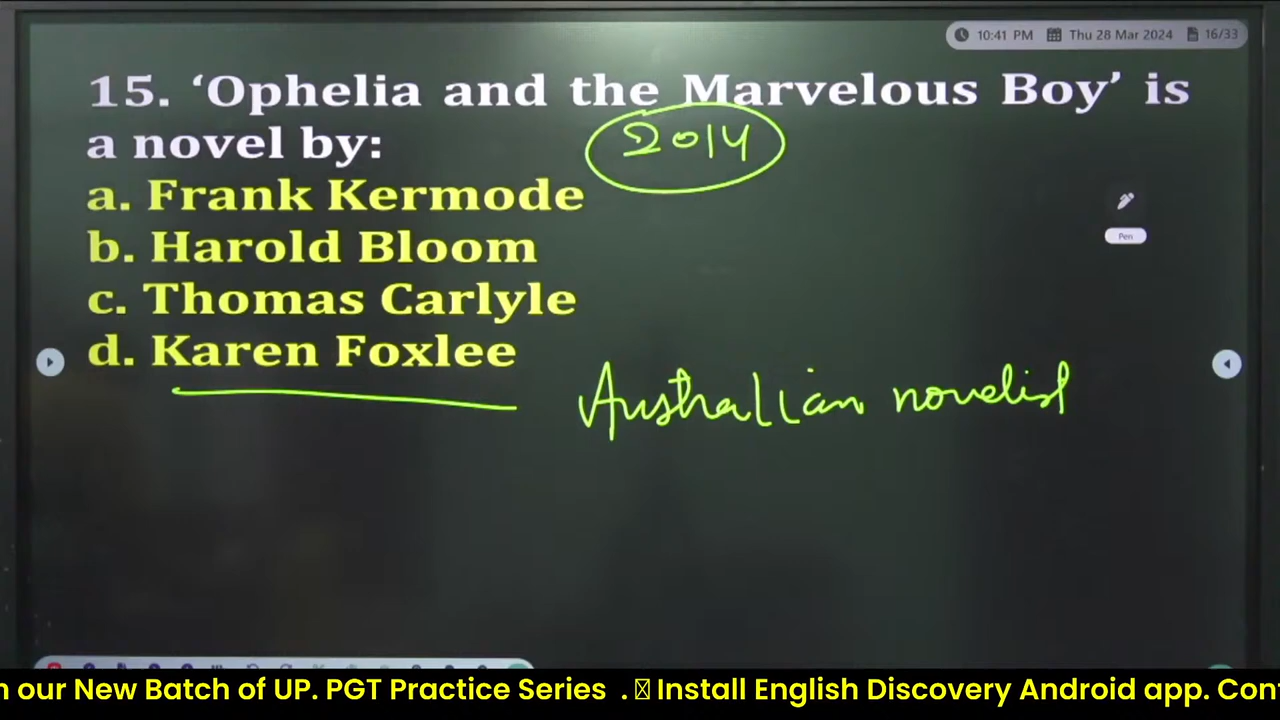 10:41 PM Thu 28 Mar 2024 16/33
15. ‘Ophelia and the Marvelous Boy’ is
a novel by:
2014
a. Frank Kermode
b. Harold Bloom
Pen
c. Thomas Carlyle
d. Karen Foxlee
Australian novelist
our New Batch of UP. PGT Practice Series . Install English Discovery Android app.